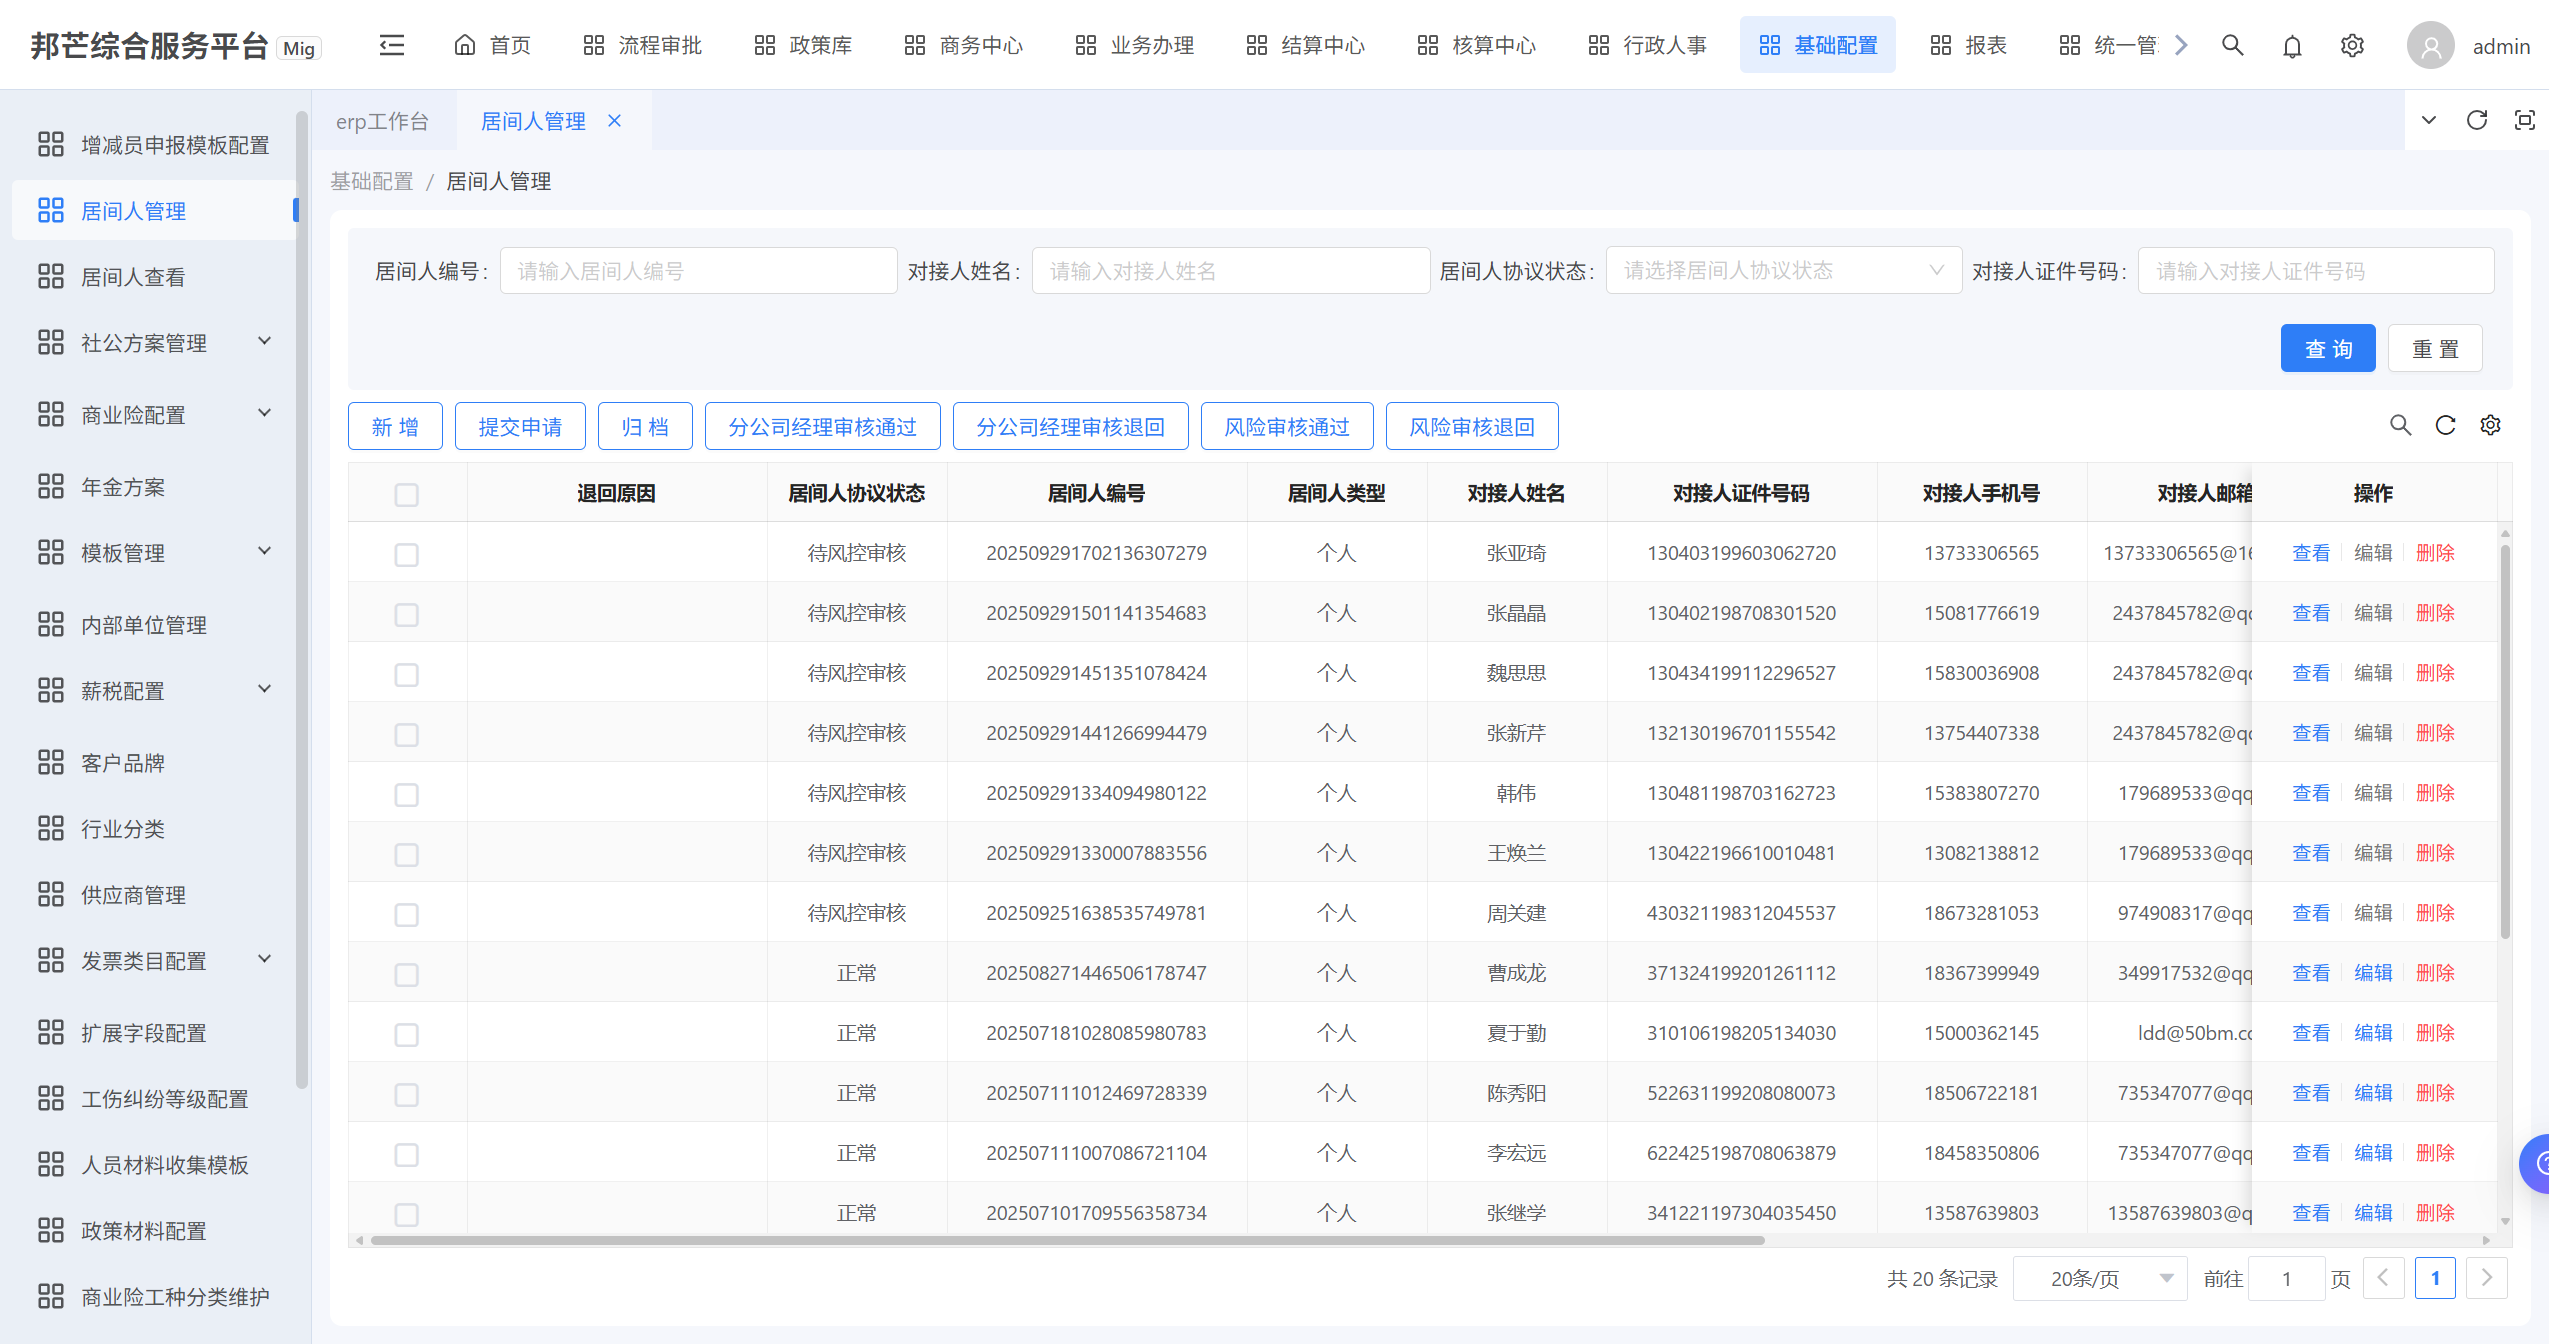 邦芒综合服务平台 Mig
首页 流程审批 政策库 商务中心 业务办理 结算中心 核算中心 行政人事 基础配置 报表 统一管
admin
增减员申报模板配置
居间人管理
居间人查看
社公方案管理
商业险配置
年金方案
模板管理
内部单位管理
薪税配置
客户品牌
行业分类
供应商管理
发票类目配置
扩展字段配置
工伤纠纷等级配置
人员材料收集模板
政策材料配置
商业险工种分类维护
erp工作台 居间人管理
基础配置 / 居间人管理
居间人编号: 请输入居间人编号 对接人姓名: 请输入对接人姓名 居间人协议状态: 请选择居间人协议状态 对接人证件号码: 请输入对接人证件号码
查 询 重 置
新 增 提交申请 归 档 分公司经理审核通过 分公司经理审核退回 风险审核通过 风险审核退回
退回原因 居间人协议状态 居间人编号 居间人类型 对接人姓名 对接人证件号码 对接人手机号 对接人邮箱 操作
待风控审核 202509291702136307279 个人 张亚琦 130403199603062720 13733306565 13733306565@16 查看 编辑 删除
待风控审核 202509291501141354683 个人 张晶晶 130402198708301520 15081776619 2437845782@qc 查看 编辑 删除
待风控审核 202509291451351078424 个人 魏思思 130434199112296527 15830036908 2437845782@qc 查看 编辑 删除
待风控审核 202509291441266994479 个人 张新芹 132130196701155542 13754407338 2437845782@qc 查看 编辑 删除
待风控审核 202509291334094980122 个人 韩伟 130481198703162723 15383807270 179689533@qq 查看 编辑 删除
待风控审核 202509291330007883556 个人 王焕兰 130422196610010481 13082138812 179689533@qq 查看 编辑 删除
待风控审核 202509251638535749781 个人 周关建 430321198312045537 18673281053 974908317@qq 查看 编辑 删除
正常 202508271446506178747 个人 曹成龙 371324199201261112 18367399949 349917532@qq 查看 编辑 删除
正常 202507181028085980783 个人 夏于勤 310106198205134030 15000362145 ldd@50bm.cc 查看 编辑 删除
正常 202507111012469728339 个人 陈秀阳 522631199208080073 18506722181 735347077@qq 查看 编辑 删除
正常 202507111007086721104 个人 李宏远 622425198708063879 18458350806 735347077@qq 查看 编辑 删除
正常 202507101709556358734 个人 张继学 341221197304035450 13587639803 13587639803@q 查看 编辑 删除
共 20 条记录 20条/页 前往 1 页 1